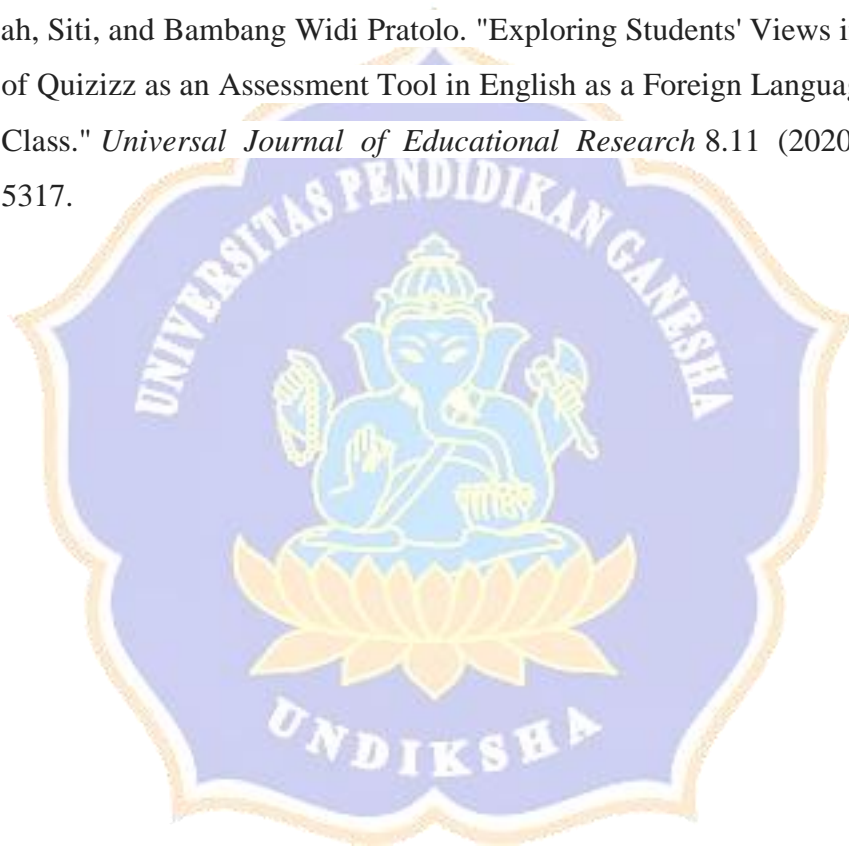 ah, Siti, and Bambang Widi Pratolo. "Exploring Students' Views i
of Quizizz as an Assessment Tool in English as a Foreign Langua
Class." Universal Journal of Educational Research 8.11 (2020
5317.
UNIVERSITAS PENDIDIKAN GANESHA
UNDIKSHA